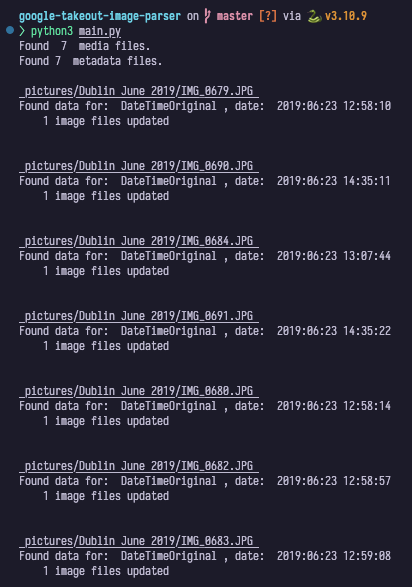 google-takeout-image-parser on master [?] via v3.10.9
❯ python3 main.py
Found  7  media files.
Found 7  metadata files.
_pictures/Dublin June 2019/IMG_0679.JPG
Found data for:  DateTimeOriginal , date:  2019:06:23 12:58:10
    1 image files updated
_pictures/Dublin June 2019/IMG_0690.JPG
Found data for:  DateTimeOriginal , date:  2019:06:23 14:35:11
    1 image files updated
_pictures/Dublin June 2019/IMG_0684.JPG
Found data for:  DateTimeOriginal , date:  2019:06:23 13:07:44
    1 image files updated
_pictures/Dublin June 2019/IMG_0691.JPG
Found data for:  DateTimeOriginal , date:  2019:06:23 14:35:22
    1 image files updated
_pictures/Dublin June 2019/IMG_0680.JPG
Found data for:  DateTimeOriginal , date:  2019:06:23 12:58:14
    1 image files updated
_pictures/Dublin June 2019/IMG_0682.JPG
Found data for:  DateTimeOriginal , date:  2019:06:23 12:58:57
    1 image files updated
_pictures/Dublin June 2019/IMG_0683.JPG
Found data for:  DateTimeOriginal , date:  2019:06:23 12:59:08
    1 image files updated